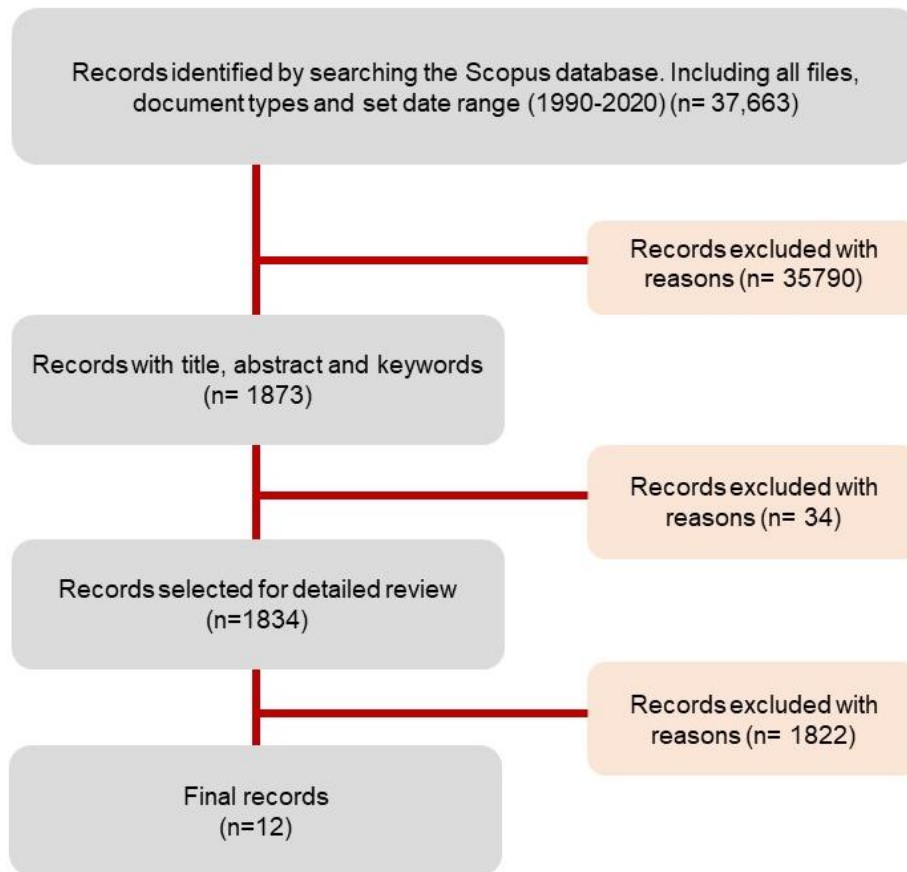 Records identified by searching the Scopus database. Including all files,
document types and set date range (1990-2020) (n= 37,663)
Records excluded with
reasons (n= 35790)
Records with title, abstract and keywords
(n= 1873)
Records excluded with
reasons (n= 34)
Records selected for detailed review
(n=1834)
Records excluded with
reasons (n= 1822)
Final records
(n=12)